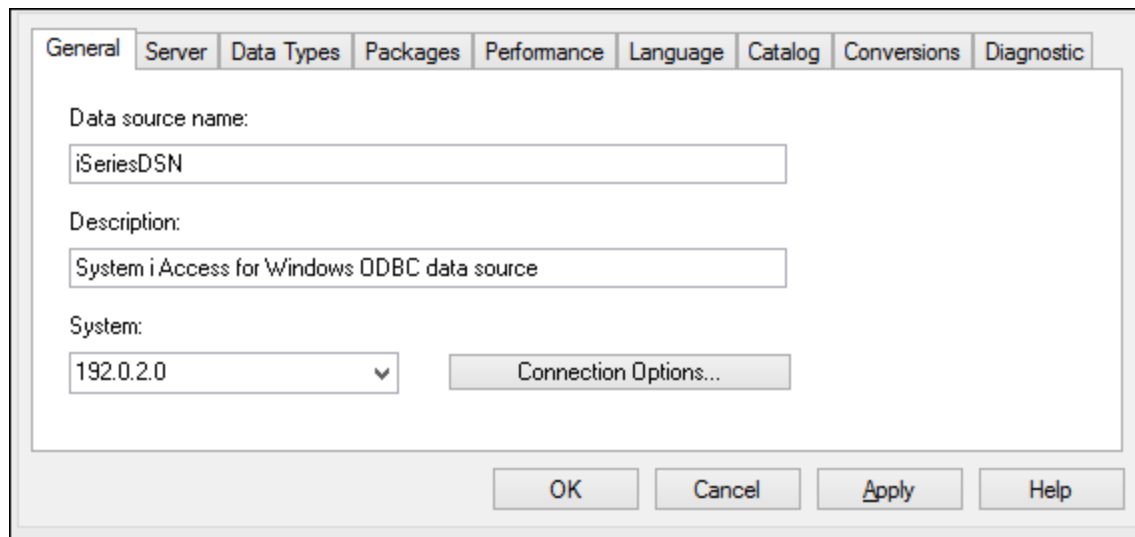 General Server Data Types Packages Performance Language Catalog Conversions Diagnostic
Data source name:
iSeriesDSN
Description:
System i Access for Windows ODBC data source
System:
192.0.2.0 Connection Options...
OK Cancel Apply Help